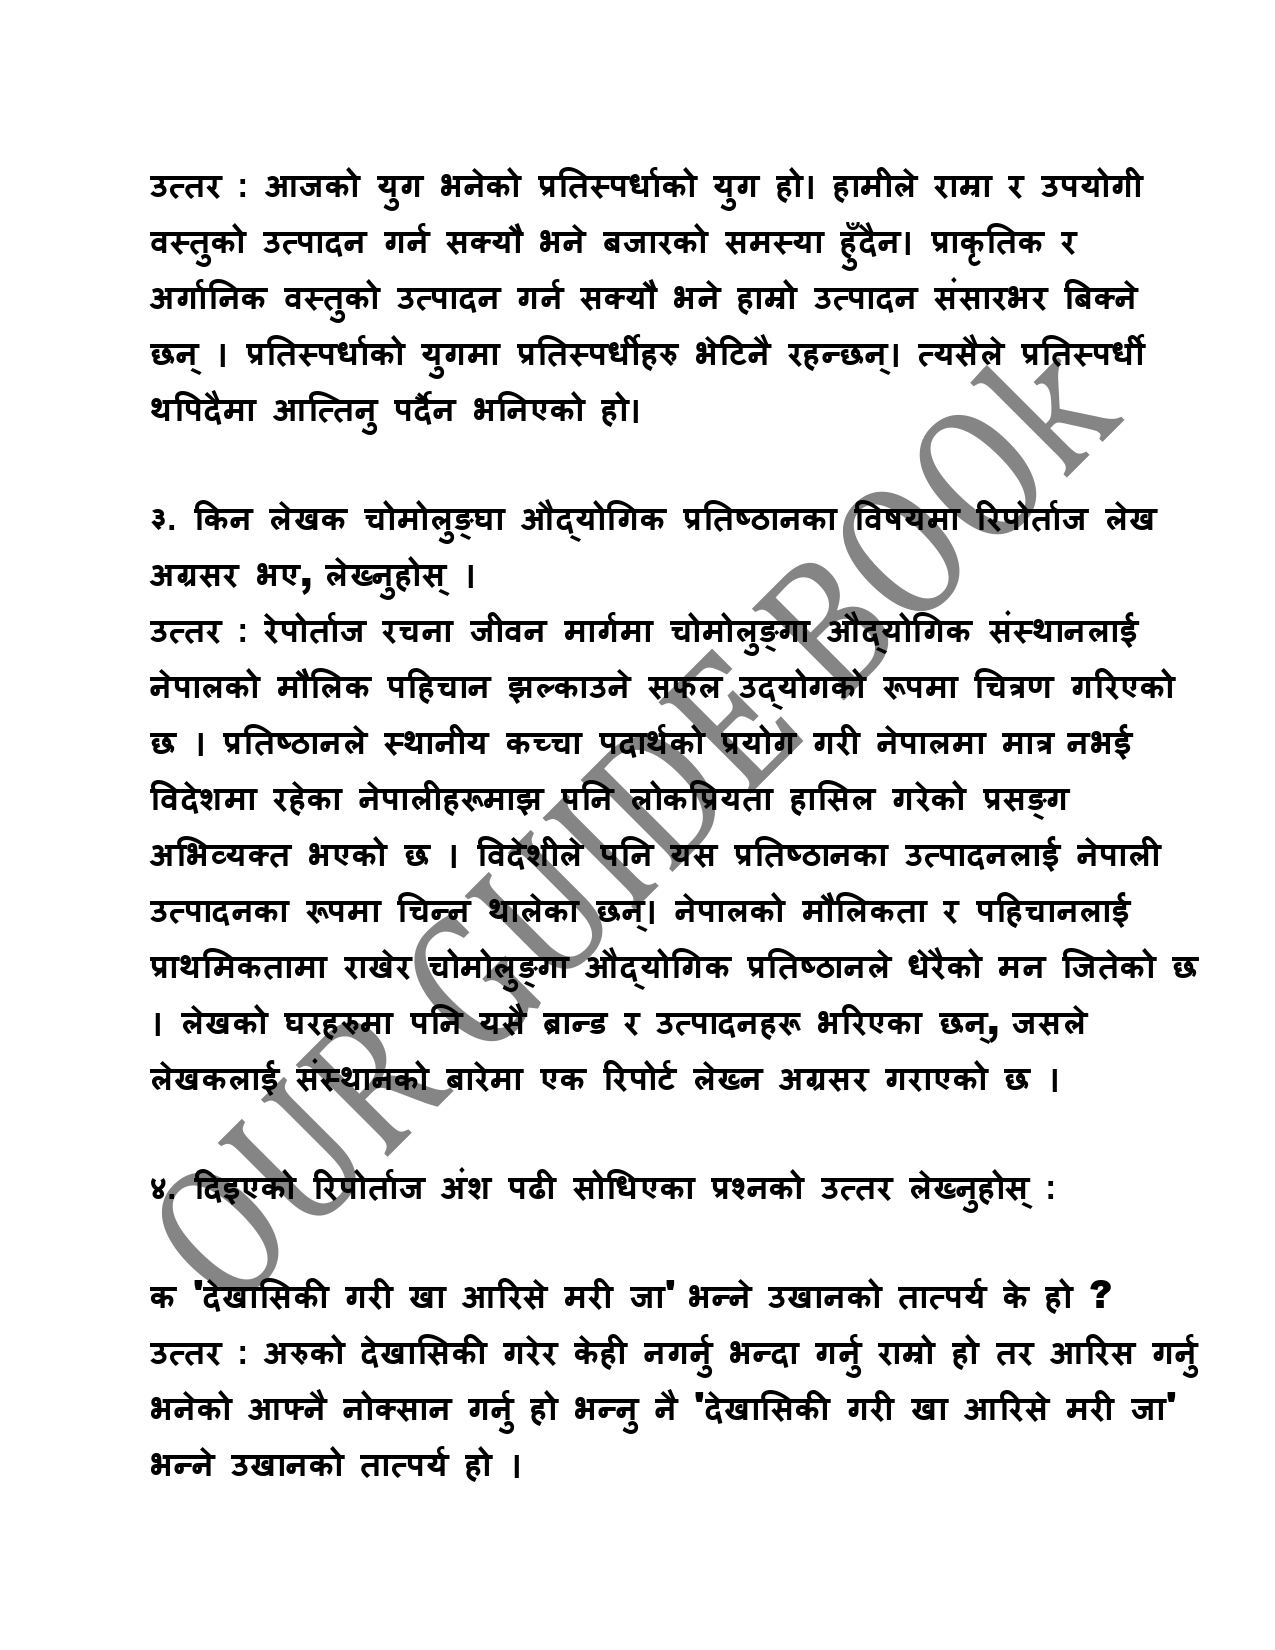 उत्तर : आजको युग भनेको प्रतिस्पर्धाको युग हो। हामीले राम्रा र उपयोगी
वस्तुको उत्पादन गर्न सक्यौ भने बजारको समस्या हुँदैन। प्राकृतिक र
अर्गानिक वस्तुको उत्पादन गर्न सक्यौ भने हाम्रो उत्पादन संसारभर बिक्ने
छन् । प्रतिस्पर्धाको युगमा प्रतिस्पर्धीहरु भेटिनै रहन्छन्। त्यसैले प्रतिस्पर्धी
थपिदैमा आत्तिनु पर्दैन भनिएको हो।
३. किन लेखक चोमोलुङ्घा औद्योगिक प्रतिष्ठानका विषयमा रिपोर्ताज लेख
अग्रसर भए, लेख्नुहोस् ।
उत्तर : रेपोर्ताज रचना जीवन मार्गमा चोमोलुङ्गा औद्योगिक संस्थानलाई
नेपालको मौलिक पहिचान झल्काउने सफल उद्योगको रूपमा चित्रण गरिएको
छ । प्रतिष्ठानले स्थानीय कच्चा पदार्थको प्रयोग गरी नेपालमा मात्र नभई
विदेशमा रहेका नेपालीहरूमाझ पनि लोकप्रियता हासिल गरेको प्रसङ्ग
अभिव्यक्त भएको छ । विदेशीले पनि यस प्रतिष्ठानका उत्पादनलाई नेपाली
उत्पादनका रूपमा चिन्न थालेका छन्। नेपालको मौलिकता र पहिचानलाई
प्राथमिकतामा राखेर चोमोलुङ्गा औद्योगिक प्रतिष्ठानले धेरैको मन जितेको छ
। लेखको घरहरुमा पनि यसै ब्रान्ड र उत्पादनहरू भरिएका छन्, जसले
लेखकलाई संस्थानको बारेमा एक रिपोर्ट लेख्न अग्रसर गराएको छ ।
४. दिइएको रिपोर्ताज अंश पढी सोधिएका प्रश्नको उत्तर लेख्नुहोस् :
क 'देखासिकी गरी खा आरिसे मरी जा' भन्ने उखानको तात्पर्य के हो ?
उत्तर : अरुको देखासिकी गरेर केही नगर्नु भन्दा गर्नु राम्रो हो तर आरिस गर्नु
भनेको आफ्नै नोक्सान गर्नु हो भन्नु नै 'देखासिकी गरी खा आरिसे मरी जा'
भन्ने उखानको तात्पर्य हो ।
OUR GUIDE BOOK